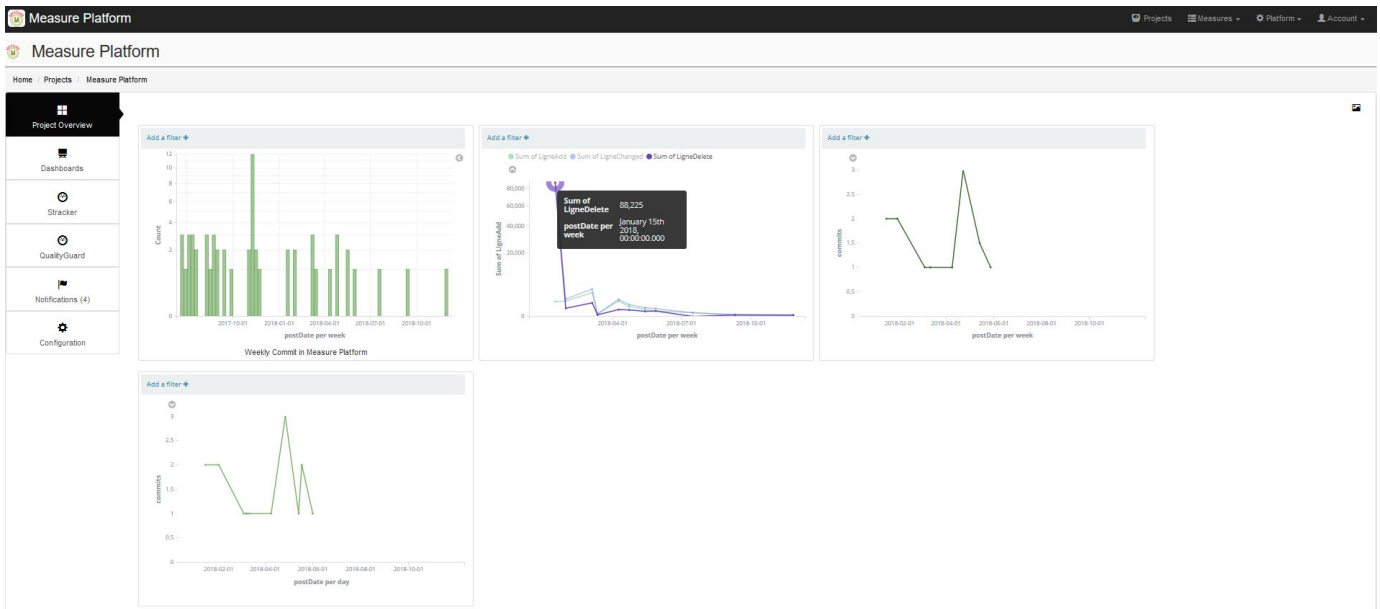 Measure Platform
Projects Measures Platform Account
Measure Platform
Home / Projects / Measure Platform
Project Overview
Dashboards
Stracker
QualityGuard
Notifications (4)
Configuration
Add a filter +
12
10
8
6
4
2
0
Count
2017-10-01 2018-01-01 2018-04-01 2018-07-01 2018-10-01
postDate per week
Weekly Commit in Measure Platform
Add a filter +
Sum of LigneAdd Sum of LigneChanged Sum of LigneDelete
80,000
60,000
40,000
20,000
0
Sum of LigneAdd
Sum of LigneDelete 88,225
postDate per week January 15th 2018, 00:00:00.000
2018-04-01 2018-07-01 2018-10-01
postDate per week
Add a filter +
3
2.5
2
1.5
1
0.5
0
commits
2018-02-01 2018-04-01 2018-06-01 2018-08-01 2018-10-01
postDate per week
Add a filter +
3
2.5
2
1.5
1
0.5
0
commits
2018-02-01 2018-04-01 2018-06-01 2018-08-01 2018-10-01
postDate per day